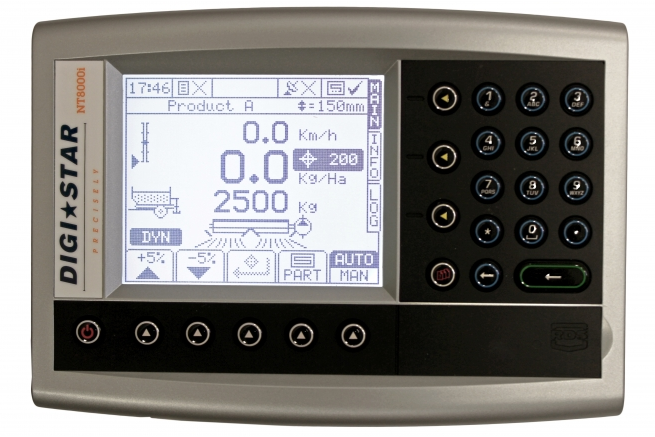 DIGI★STAR
PRECISELY
NT8000i
17:46
Product A ♦=150mm
0.0 Km/h
0.0 200
Kg/Ha
2500 Kg
DYN
+5% -5% PART AUTO
MAN
MAIN
INFO
LOG
1 2 3
& ABC DEF
4 5 6
GHI JKL MNO
7 8 9
PQRS TUV WXYZ
* 0 .